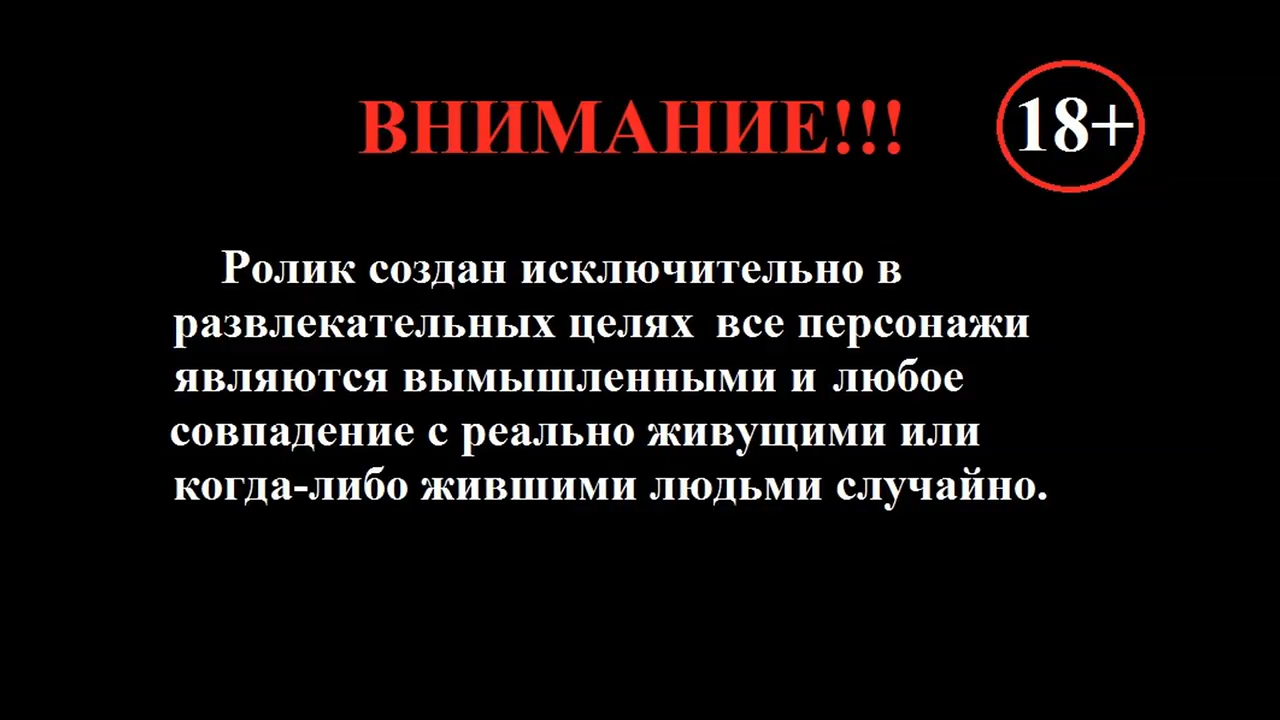 ВНИМАНИЕ!!!
18+
Ролик создан исключительно в
развлекательных целях  все персонажи
являются вымышленными и любое
совпадение с реально живущими или
когда-либо жившими людьми случайно.